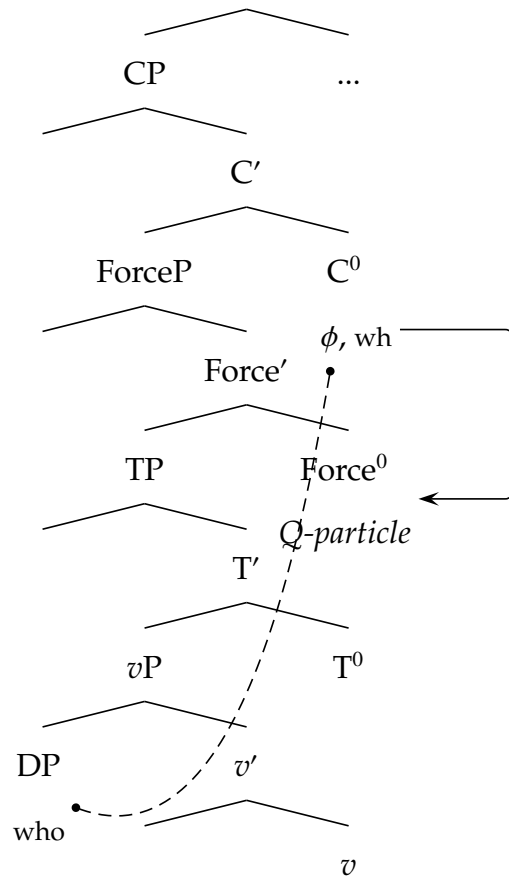 CP ...
C′
ForceP C⁰
ϕ, wh
Force′
TP Force⁰
Q-particle
T′
vP T⁰
DP v′
who
v